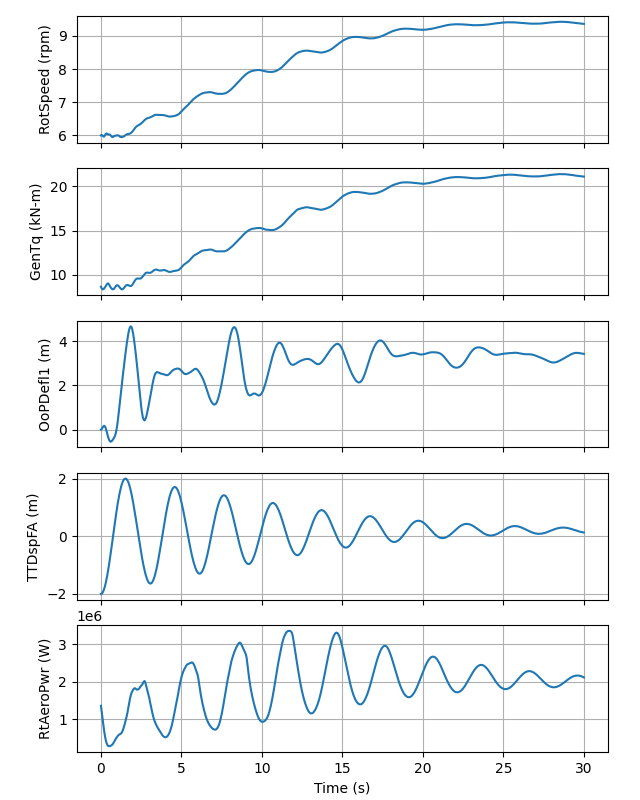 RotSpeed (rpm)
9
8
7
6
GenTq (kN-m)
20
15
10
OoPDefl1 (m)
4
2
0
TTDspFA (m)
2
0
−2
1e6
RtAeroPwr (W)
3
2
1
0 5 10 15 20 25 30
Time (s)